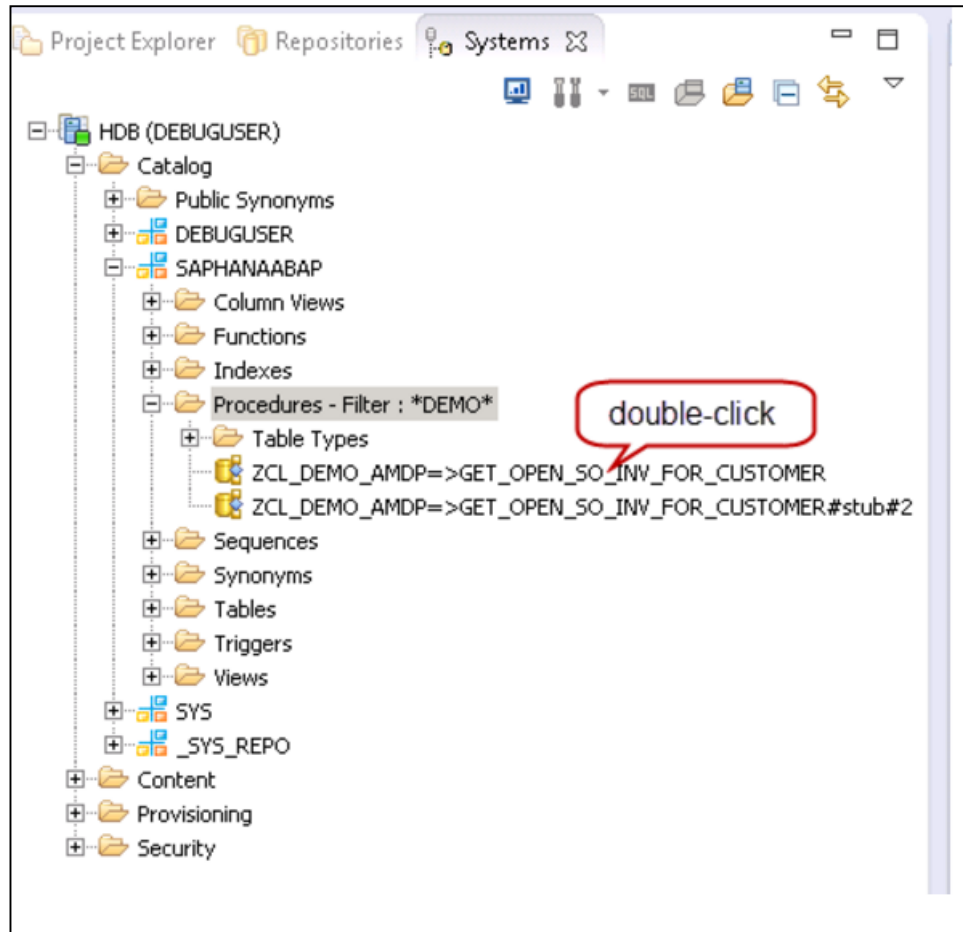 Project Explorer Repositories Systems
SQL
HDB (DEBUGUSER)
Catalog
Public Synonyms
DEBUGUSER
SAPHANAABAP
Column Views
Functions
Indexes
Procedures - Filter : *DEMO*
double-click
Table Types
ZCL_DEMO_AMDP=>GET_OPEN_SO_INV_FOR_CUSTOMER
ZCL_DEMO_AMDP=>GET_OPEN_SO_INV_FOR_CUSTOMER#stub#2
Sequences
Synonyms
Tables
Triggers
Views
SYS
_SYS_REPO
Content
Provisioning
Security